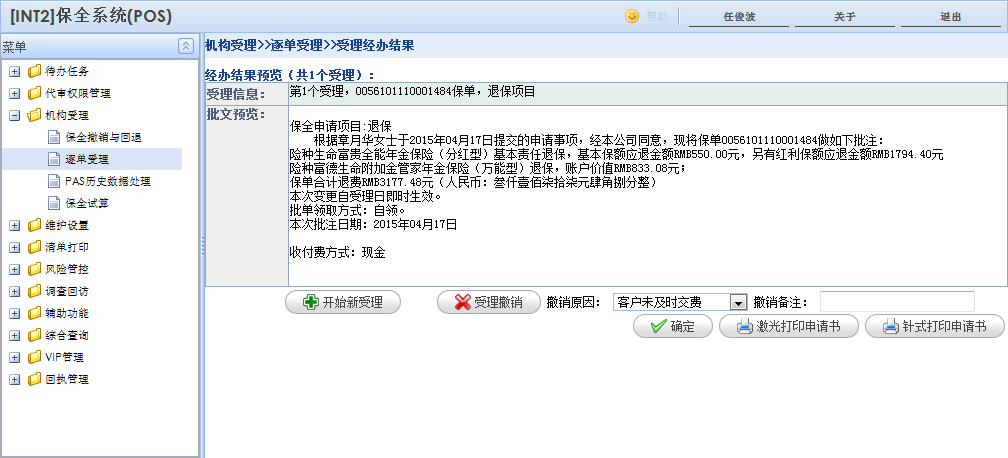 [INT2]保全系统(POS)
帮助
任俊波
关于
退出
菜单
待办任务
代审权限管理
机构受理
保全撤销与回退
逐单受理
PAS历史数据处理
保全试算
维护设置
清单打印
风险管控
调查回访
辅助功能
综合查询
VIP管理
回执管理
机构受理>>逐单受理>>受理经办结果
经办结果预览（共1个受理）：
受理信息：
第1个受理，0056101110001484保单，退保项目
批文预览：
保全申请项目:退保
根据章月华女士于2015年04月17日提交的申请事项，经本公司同意，现将保单0056101110001484做如下批注：
险种生命富贵全能年金保险（分红型）基本责任退保，基本保额应退金额RMB550.00元，另有红利保额应退金额RMB1794.40元
险种富德生命附加金管家年金保险（万能型）退保，账户价值RMB833.08元；
保单合计退费RMB3177.48元（人民币：叁仟壹佰柒拾柒元肆角捌分整）
本次变更自受理日即时生效。
批单领取方式：自领。
本次批注日期：2015年04月17日
收付费方式：现金
开始新受理
受理撤销
撤销原因：
客户未及时交费
撤销备注：
确定
激光打印申请书
针式打印申请书